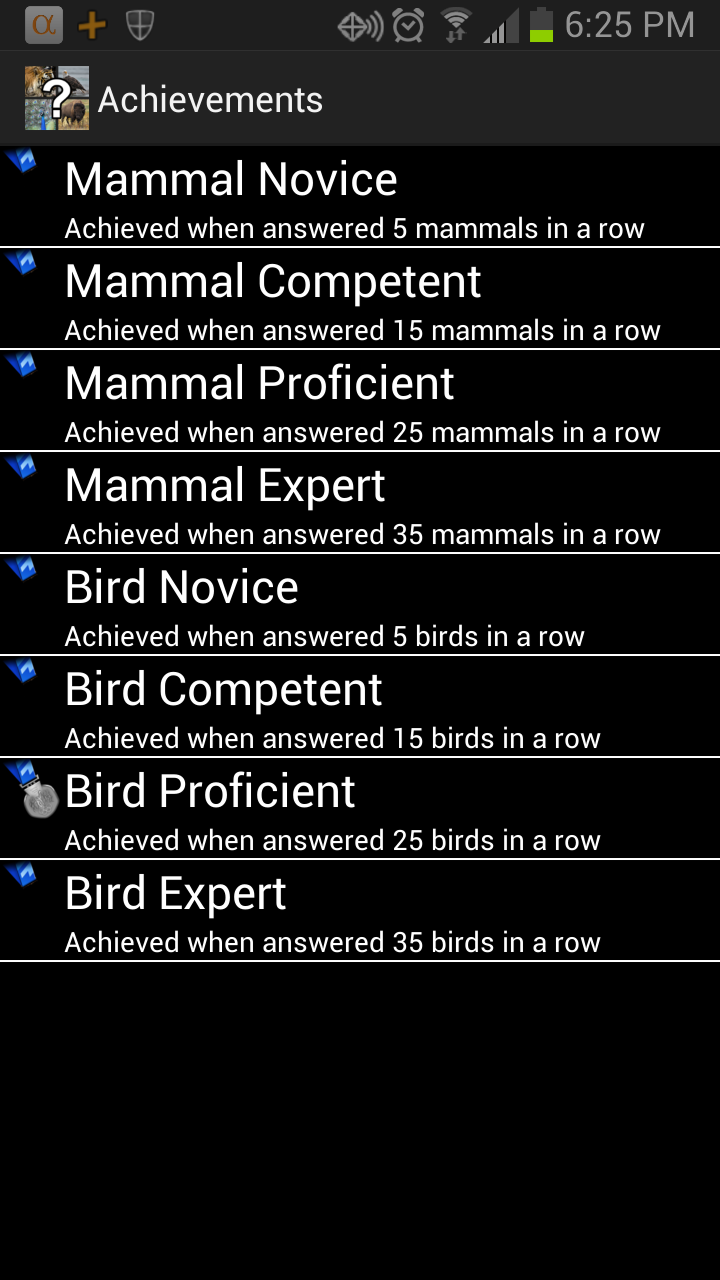 α
6:25 PM
?
Achievements
Mammal Novice
Achieved when answered 5 mammals in a row
Mammal Competent
Achieved when answered 15 mammals in a row
Mammal Proficient
Achieved when answered 25 mammals in a row
Mammal Expert
Achieved when answered 35 mammals in a row
Bird Novice
Achieved when answered 5 birds in a row
Bird Competent
Achieved when answered 15 birds in a row
Bird Proficient
Achieved when answered 25 birds in a row
Bird Expert
Achieved when answered 35 birds in a row